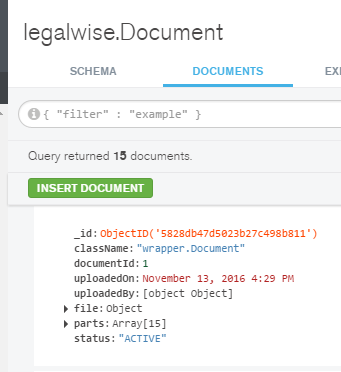 legalwise.Document
SCHEMA DOCUMENTS
{ "filter" : "example" }
Query returned 15 documents.
INSERT DOCUMENT
_id: ObjectID('5828db47d5023b27c498b811')
className: "wrapper.Document"
documentId: 1
uploadedOn: November 13, 2016 4:29 PM
uploadedBy: [object Object]
file: Object
parts: Array[15]
status: "ACTIVE"